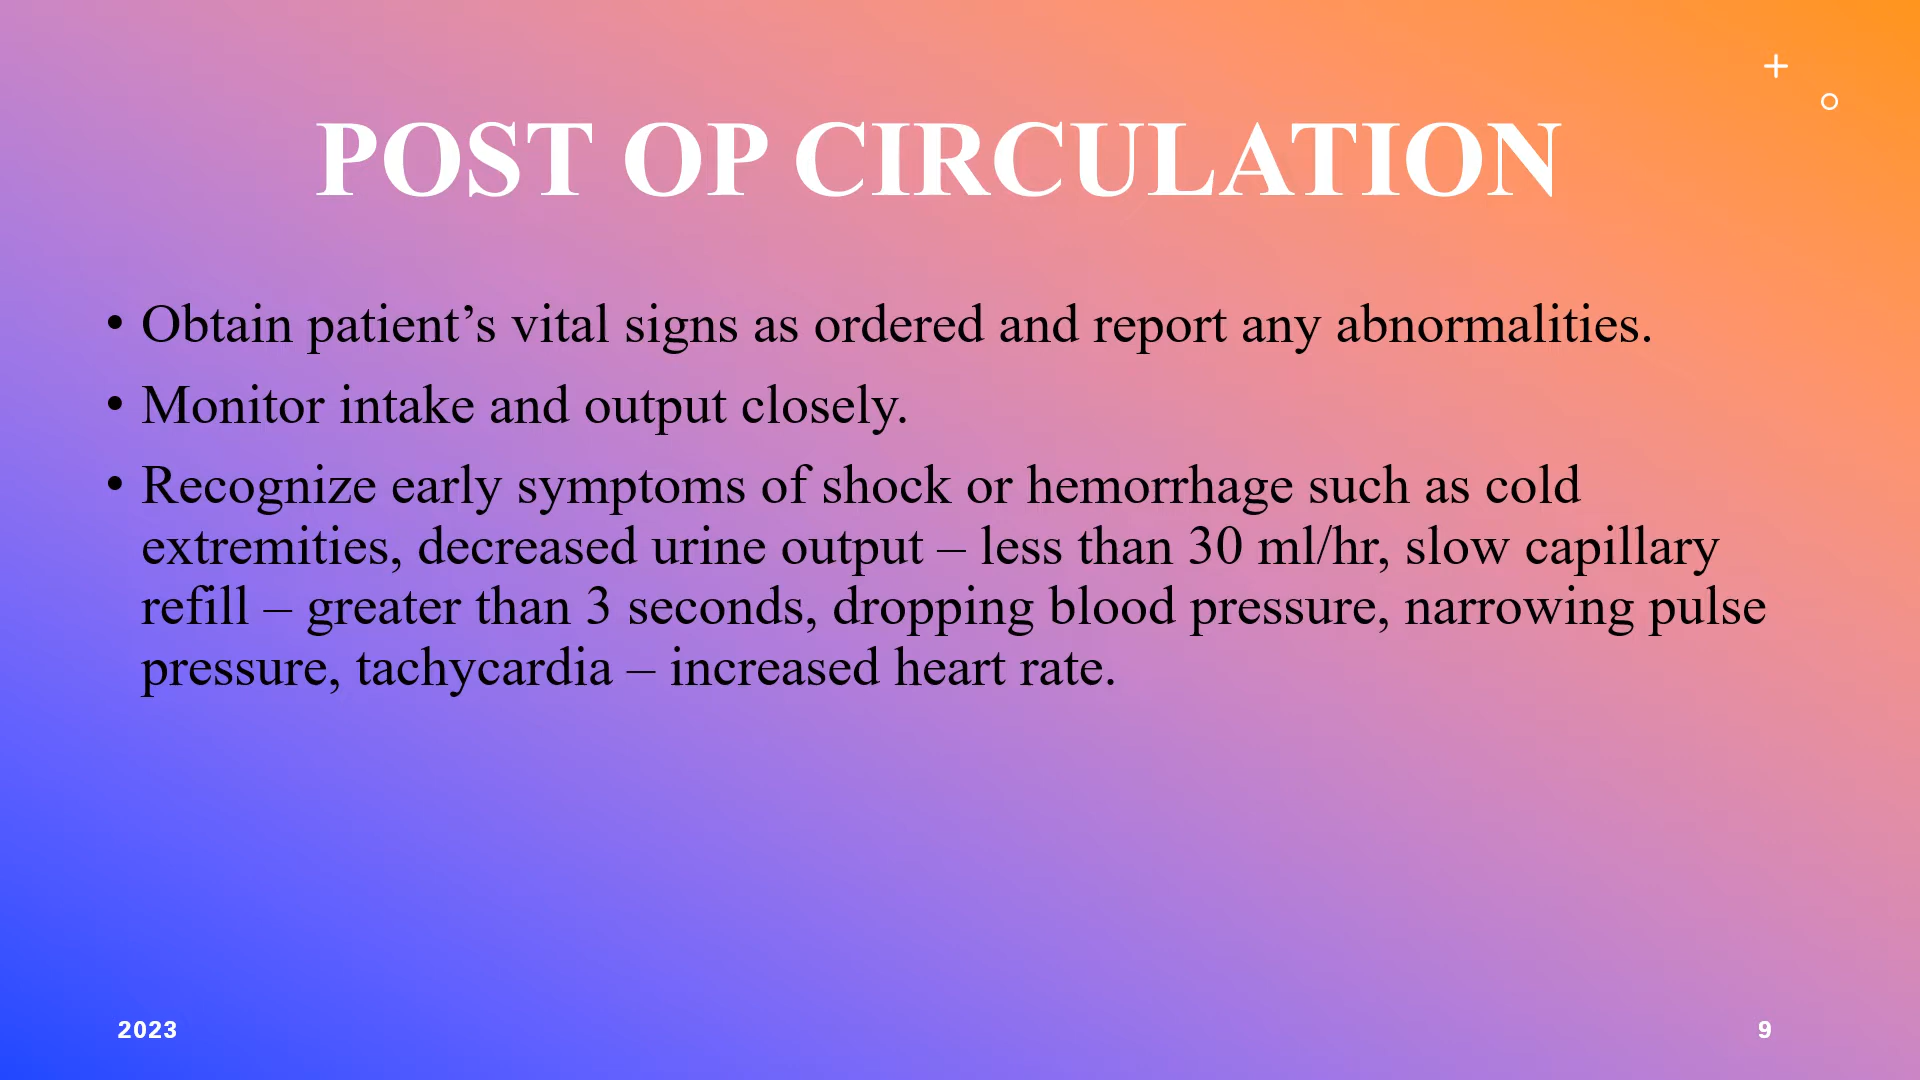 POST OP CIRCULATION
• Obtain patient’s vital signs as ordered and report any abnormalities.
• Monitor intake and output closely.
• Recognize early symptoms of shock or hemorrhage such as cold
extremities, decreased urine output – less than 30 ml/hr, slow capillary
refill – greater than 3 seconds, dropping blood pressure, narrowing pulse
pressure, tachycardia – increased heart rate.
2023
9